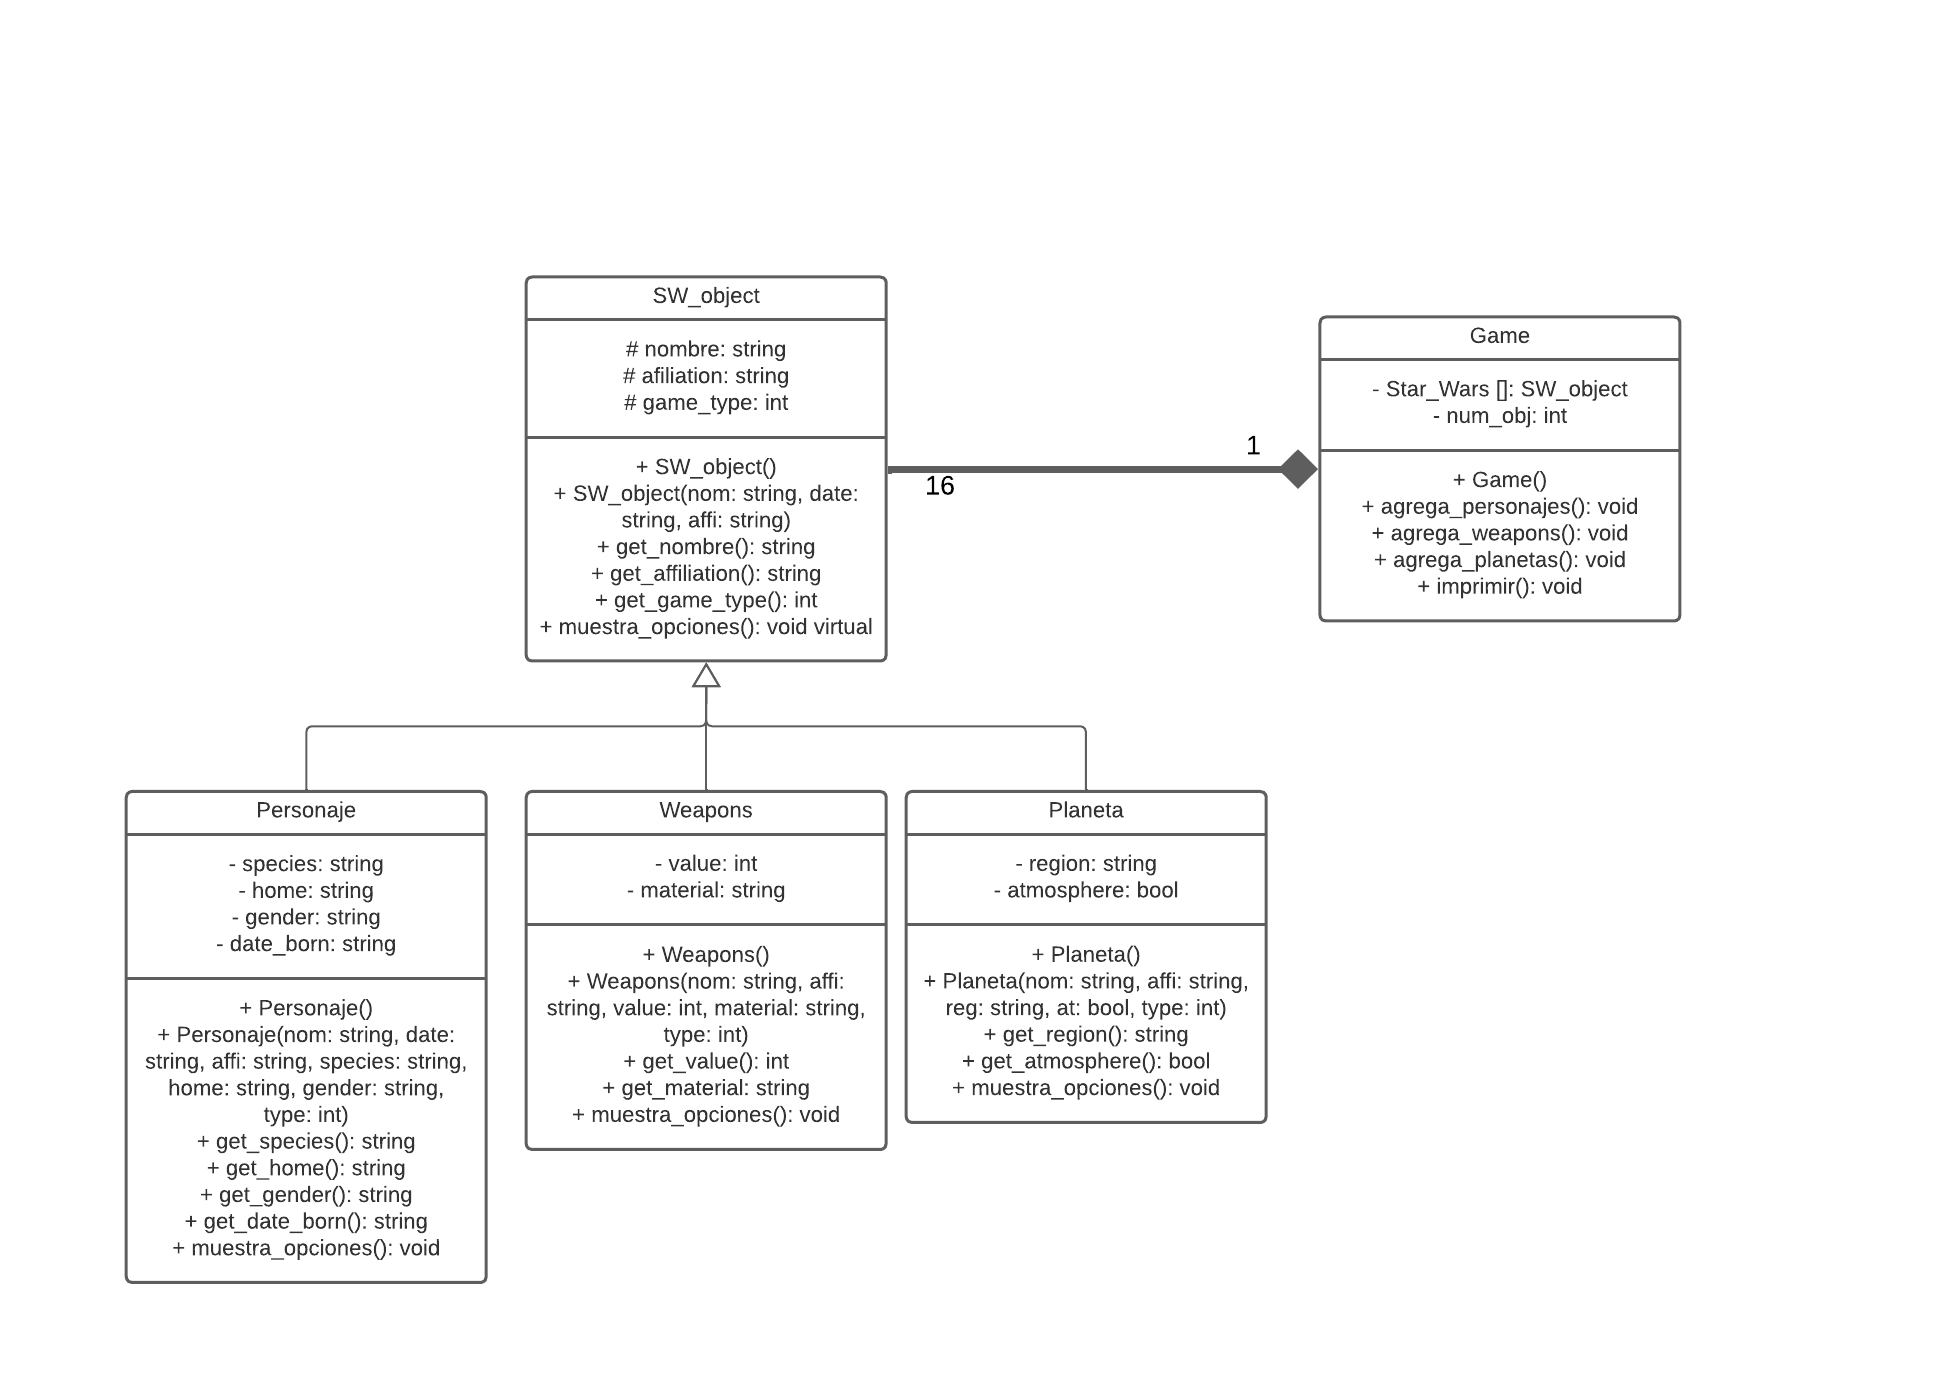 SW_object
# nombre: string
# afiliation: string
# game_type: int
+ SW_object()
+ SW_object(nom: string, date:
string, affi: string)
+ get_nombre(): string
+ get_affiliation(): string
+ get_game_type(): int
+ muestra_opciones(): void virtual
1
16
Game
- Star_Wars []: SW_object
- num_obj: int
+ Game()
+ agrega_personajes(): void
+ agrega_weapons(): void
+ agrega_planetas(): void
+ imprimir(): void
Personaje
- species: string
- home: string
- gender: string
- date_born: string
+ Personaje()
+ Personaje(nom: string, date:
string, affi: string, species: string,
home: string, gender: string,
type: int)
+ get_species(): string
+ get_home(): string
+ get_gender(): string
+ get_date_born(): string
+ muestra_opciones(): void
Weapons
- value: int
- material: string
+ Weapons()
+ Weapons(nom: string, affi:
string, value: int, material: string,
type: int)
+ get_value(): int
+ get_material: string
+ muestra_opciones(): void
Planeta
- region: string
- atmosphere: bool
+ Planeta()
+ Planeta(nom: string, affi: string,
reg: string, at: bool, type: int)
+ get_region(): string
+ get_atmosphere(): bool
+ muestra_opciones(): void